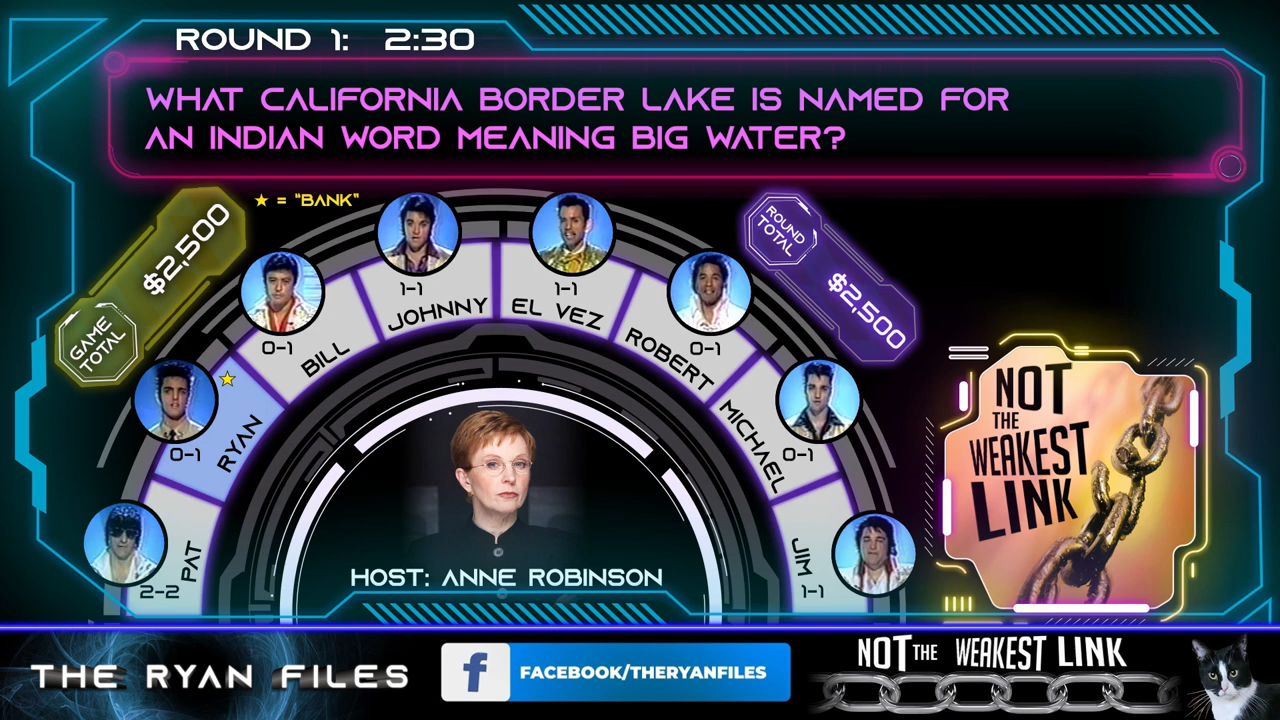 ROUND 1: 2:30
WHAT CALIFORNIA BORDER LAKE IS NAMED FOR
AN INDIAN WORD MEANING BIG WATER?
★ = "BANK"
GAME
TOTAL
$2,500
ROUND
TOTAL
$2,500
2-2
PAT
0-1
RYAN
0-1
BILL
1-1
JOHNNY
1-1
EL VEZ
0-1
ROBERT
0-1
MICHAEL
1-1
JIM
HOST: ANNE ROBINSON
NOT
THE
WEAKEST
LINK
THE RYAN FILES
f
FACEBOOK/THERYANFILES
NOT THE WEAKEST LINK